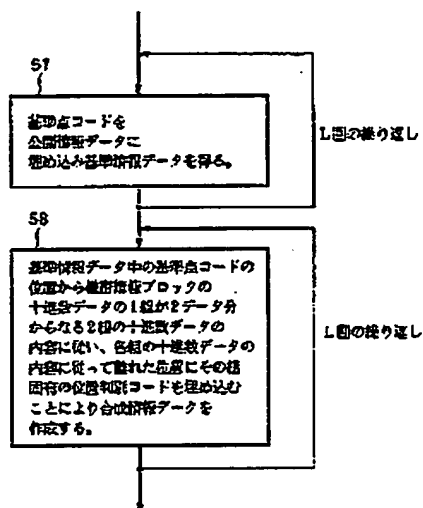 57
基準点コードを
公開情報データに
埋め込み基準情報データを得る。
L回の繰り返し
58
基準情報データ中の基準点コードの
位置から機密情報ブロックの
十進数データの1組が2データ分
からなる2組の十進数データの
内容に従い、各組の十進数データの
内容に従って離れた位置にその組
固有の位置判別コードを埋め込む
ことにより合成情報データを
作成する。
L回の繰り返し